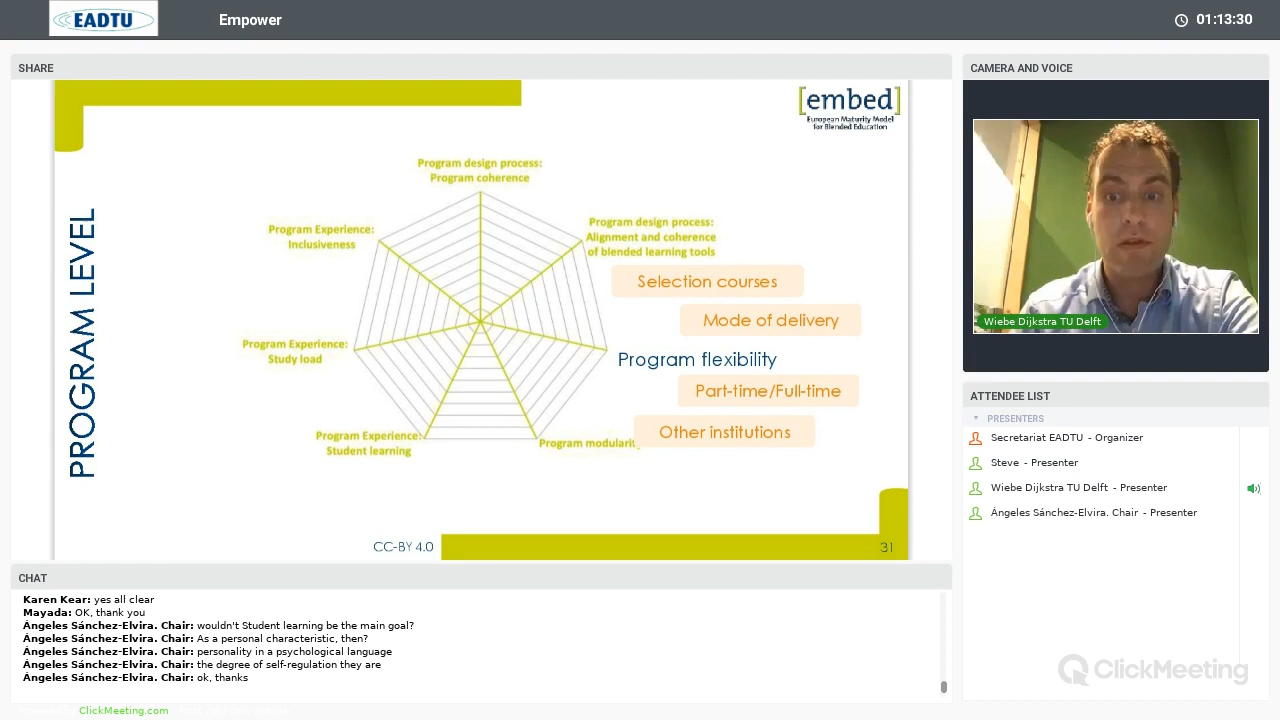 EADTU
Empower
01:13:30
SHARE
[embed]
European Maturity Model
for Blended Education
PROGRAM LEVEL
Program design process:
Program coherence
Program Experience:
Inclusiveness
Program design process:
Alignment and coherence
of blended learning tools
Selection courses
Mode of delivery
Program flexibility
Part-time/Full-time
Other institutions
Program Experience:
Study load
Program Experience:
Student learning
Program modularit
CC-BY 4.0
31
CAMERA AND VOICE
Wiebe Dijkstra TU Delft
ATTENDEE LIST
PRESENTERS
Secretariat EADTU - Organizer
Steve - Presenter
Wiebe Dijkstra TU Delft - Presenter
Ángeles Sánchez-Elvira. Chair - Presenter
ClickMeeting
CHAT
Karen Kear: yes all clear
Mayada: OK, thank you
Ángeles Sánchez-Elvira. Chair: wouldn't Student learning be the main goal?
Ángeles Sánchez-Elvira. Chair: As a personal characteristic, then?
Ángeles Sánchez-Elvira. Chair: personality in a psychological language
Ángeles Sánchez-Elvira. Chair: the degree of self-regulation they are
Ángeles Sánchez-Elvira. Chair: ok, thanks
ClickMeeting.com